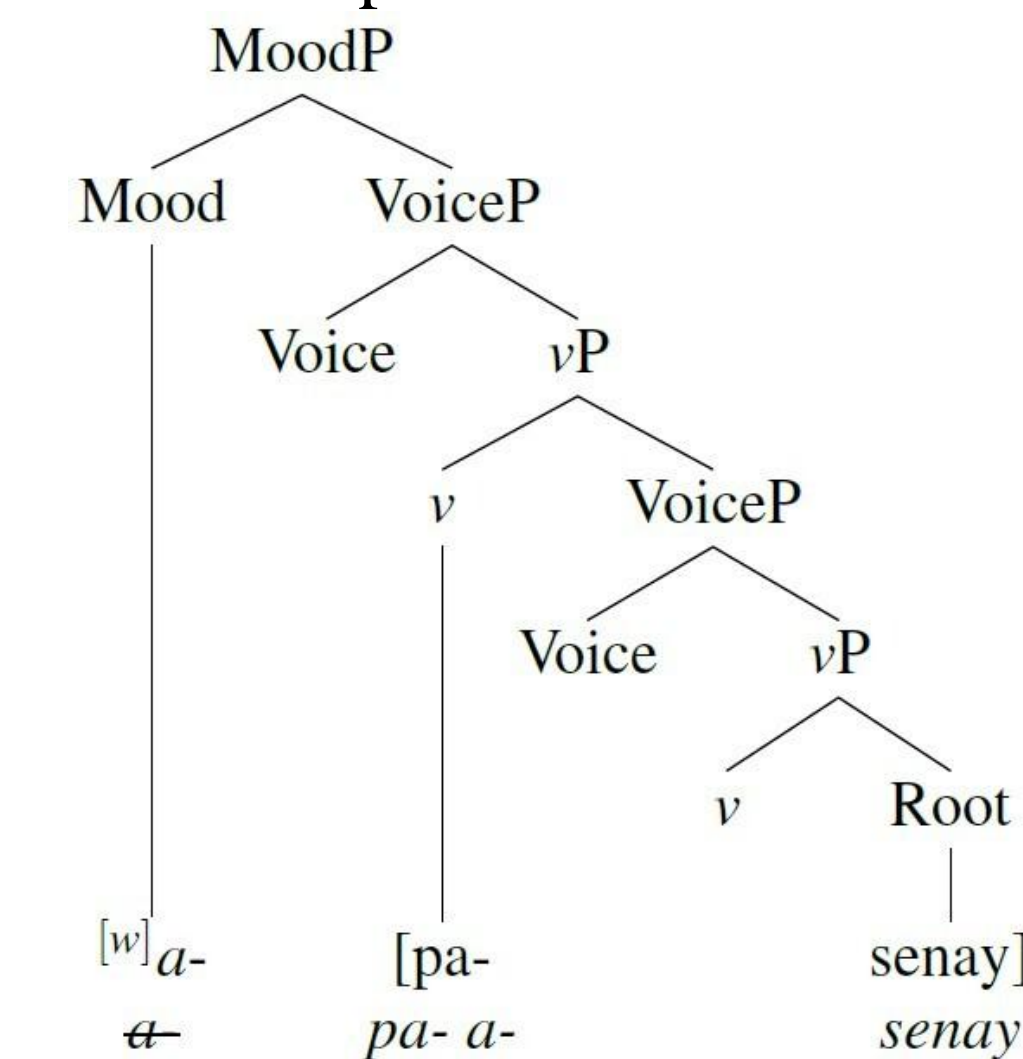 MoodP
Mood VoiceP
Voice vP
v VoiceP
Voice vP
v Root
[w]a- [pa- senay]
a- pa- a- senay